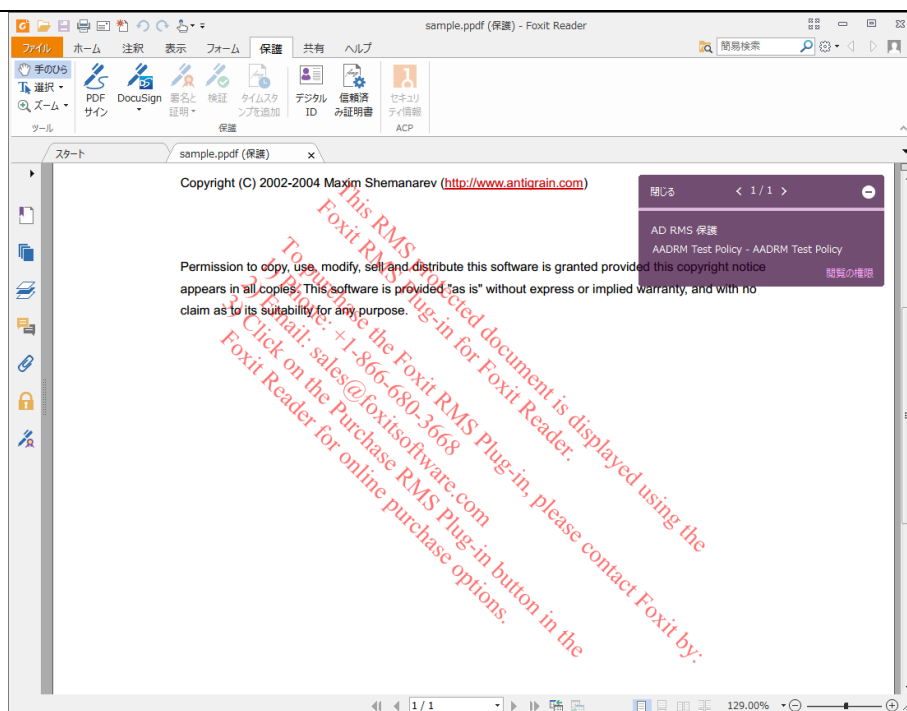 sample.ppdf (保護) - Foxit Reader
ファイル ホーム 注釈 表示 フォーム 保護 共有 ヘルプ 簡易検索
手のひら
選択
ズーム
ツール
PDF サイン
DocuSign
署名と証明
検証
タイムスタンプを追加
デジタル ID
信頼済み証明書
保護
セキュリティ情報
ACP
スタート sample.ppdf (保護) x
Copyright (C) 2002-2004 Maxim Shemanarev (http://www.antigrain.com)
Permission to copy, use, modify, sell and distribute this software is granted provided this copyright notice
appears in all copies. This software is provided "as is" without express or implied warranty, and with no
claim as to its suitability for any purpose.
閉じる < 1 / 1 >
AD RMS 保護
AADRM Test Policy - AADRM Test Policy
閲覧の権限
This RMS protected document is displayed using the
Foxit RMS Plug-in for Foxit Reader.
To purchase the Foxit RMS Plug-in, please contact Foxit by:
1) Phone: +1-866-680-3668
2) Email: sales@foxitsoftware.com
3) Click on the Purchase RMS Plug-in button in the
Foxit Reader for online purchase options.
1 / 1
129.00%